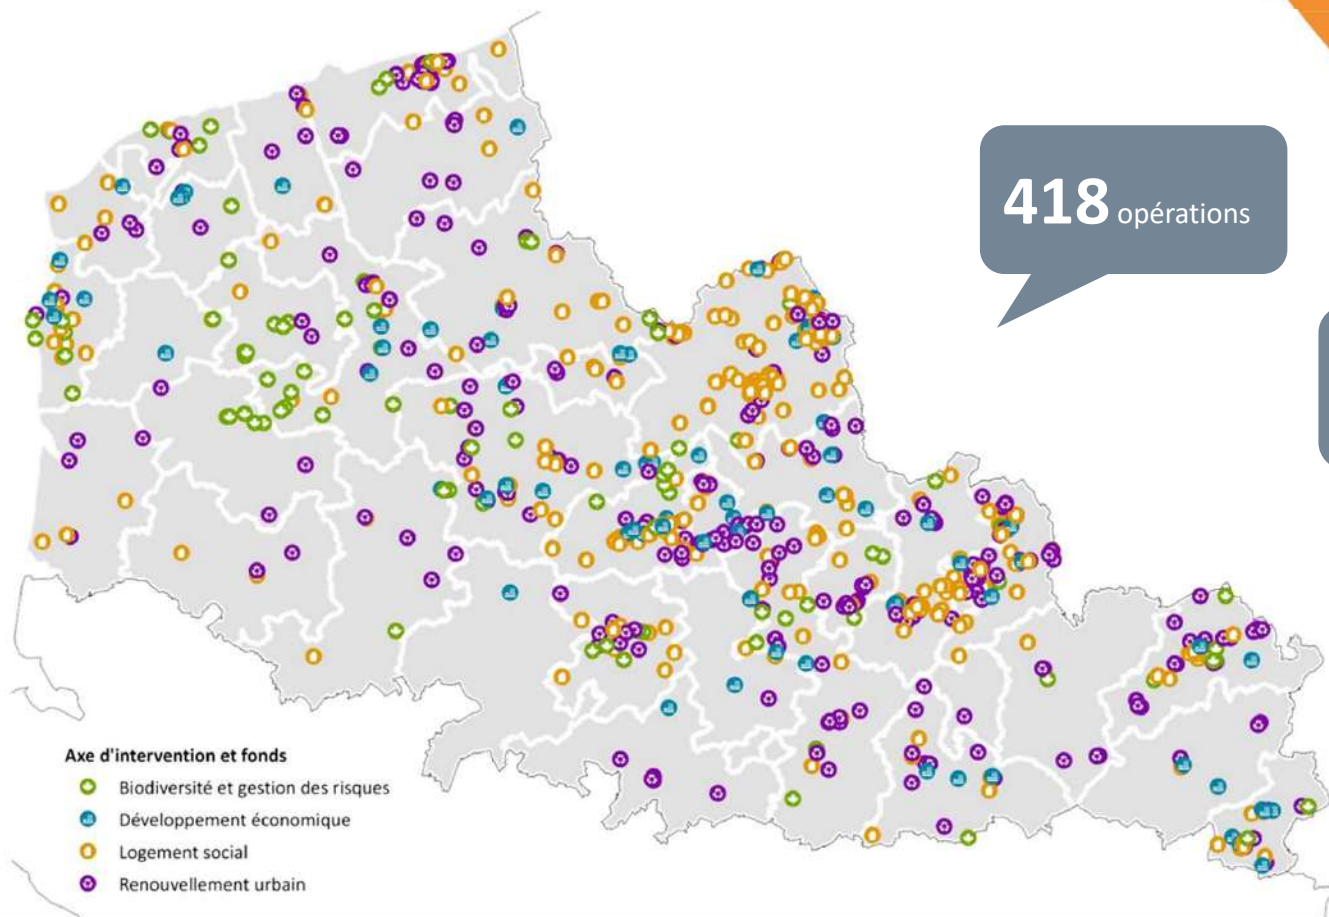 418 opérations
Axe d'intervention et fonds
Biodiversité et gestion des risques
Développement économique
Logement social
Renouvellement urbain